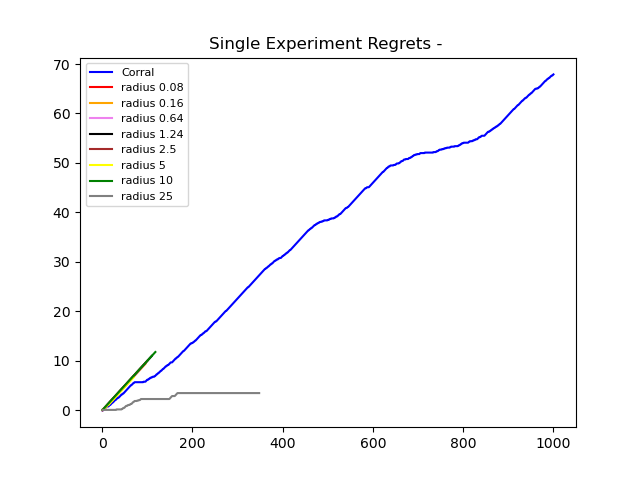 Single Experiment Regrets -
Corral
radius 0.08
radius 0.16
radius 0.64
radius 1.24
radius 2.5
radius 5
radius 10
radius 25
70
60
50
40
30
20
10
0
0 200 400 600 800 1000